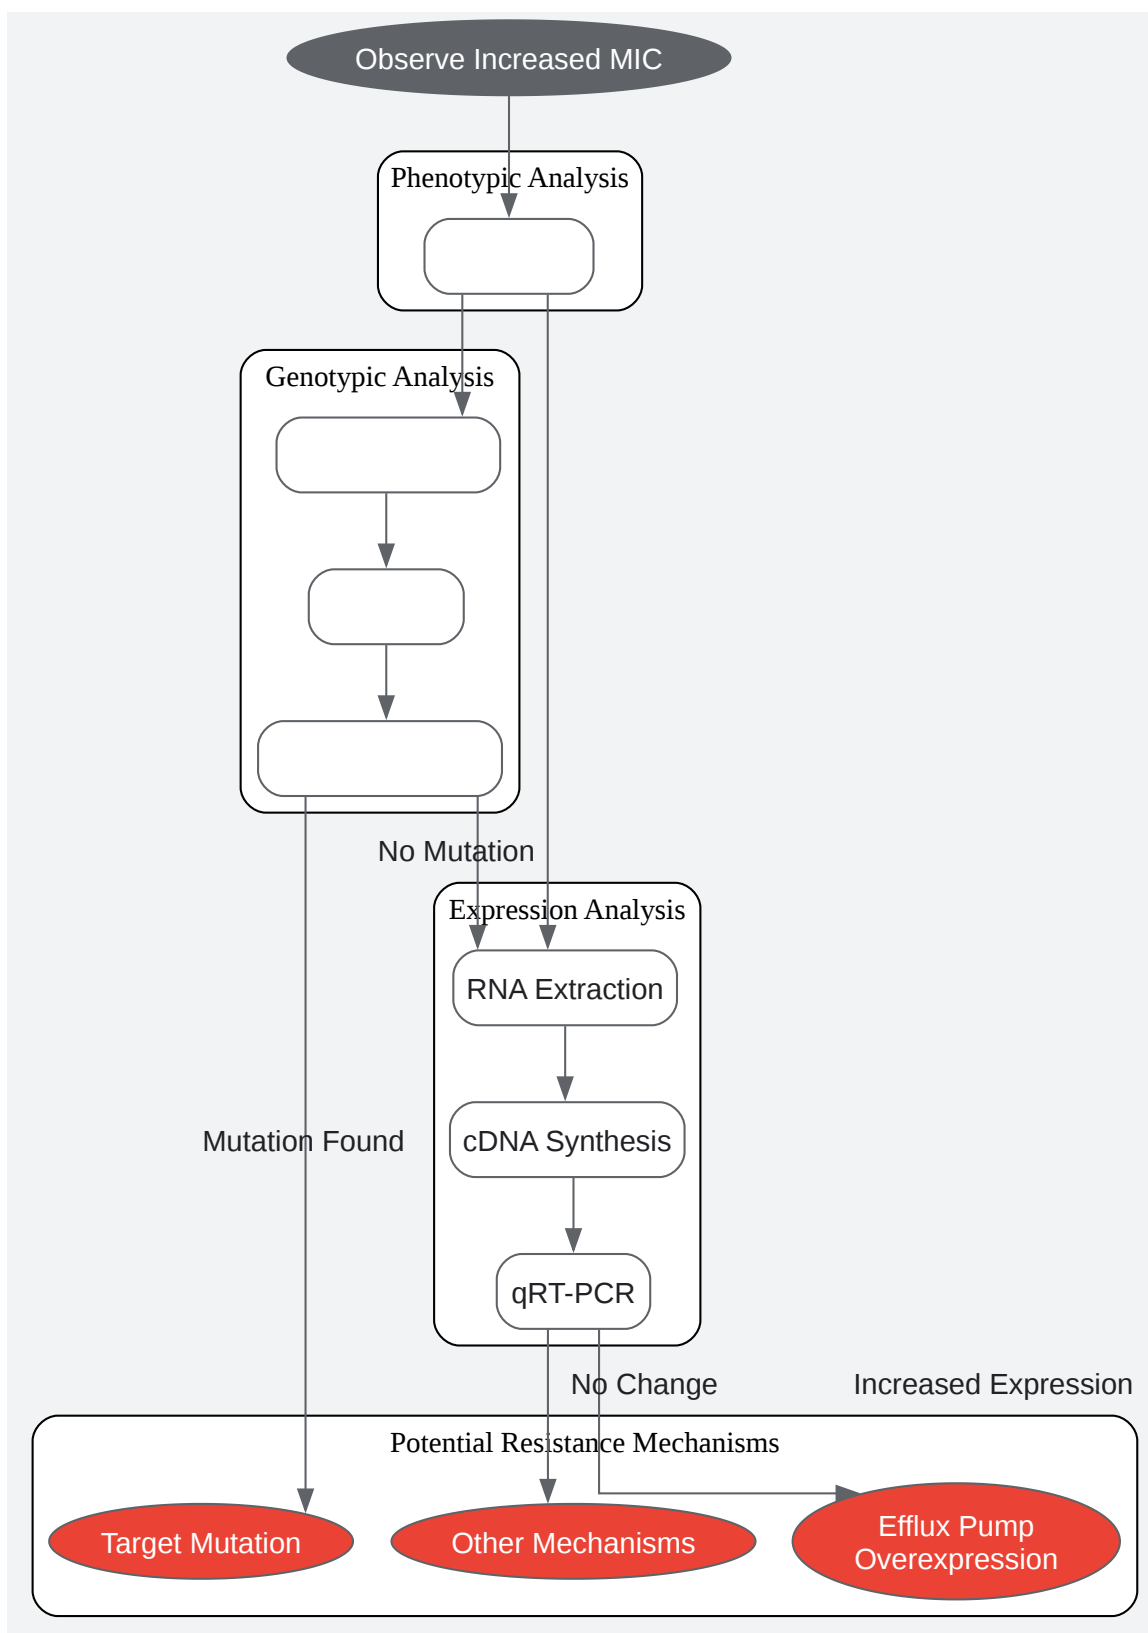 Observe Increased MIC
Phenotypic Analysis
Genotypic Analysis
No Mutation
Expression Analysis
RNA Extraction
Mutation Found
cDNA Synthesis
qRT-PCR
No Change
Increased Expression
Potential Resistance Mechanisms
Target Mutation
Other Mechanisms
Efflux Pump
Overexpression